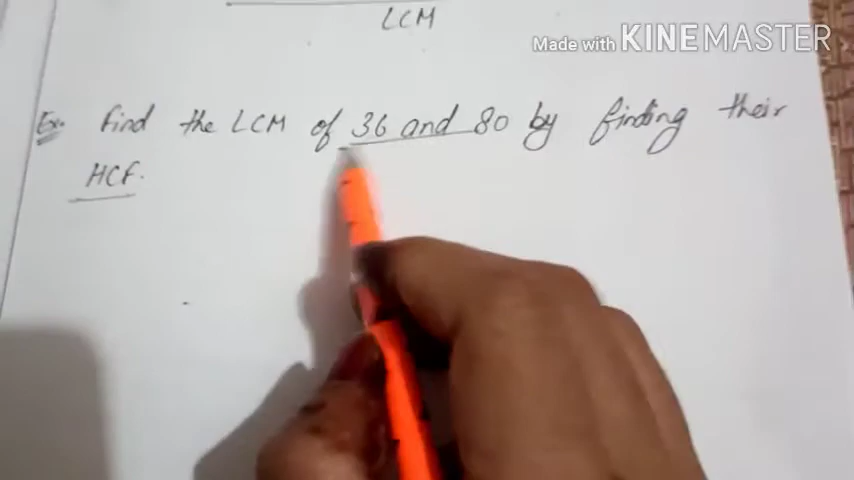 LCM
Made with KINEMASTER
Ex. Find the LCM of 36 and 80 by finding their
HCF.